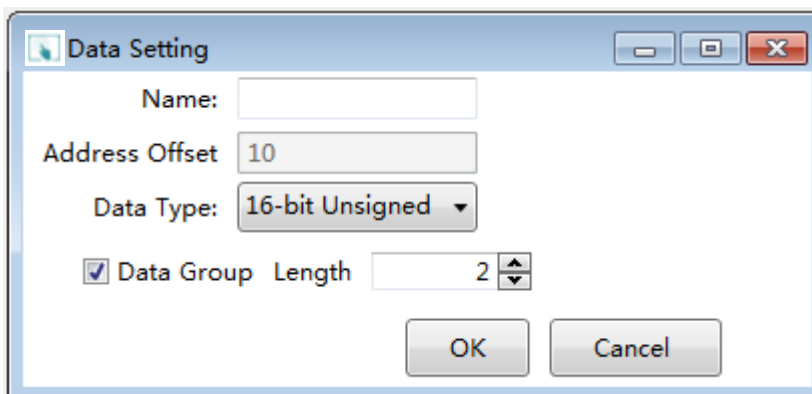 Data Setting
Name:
Address Offset 10
Data Type: 16-bit Unsigned
Data Group Length 2
OK Cancel